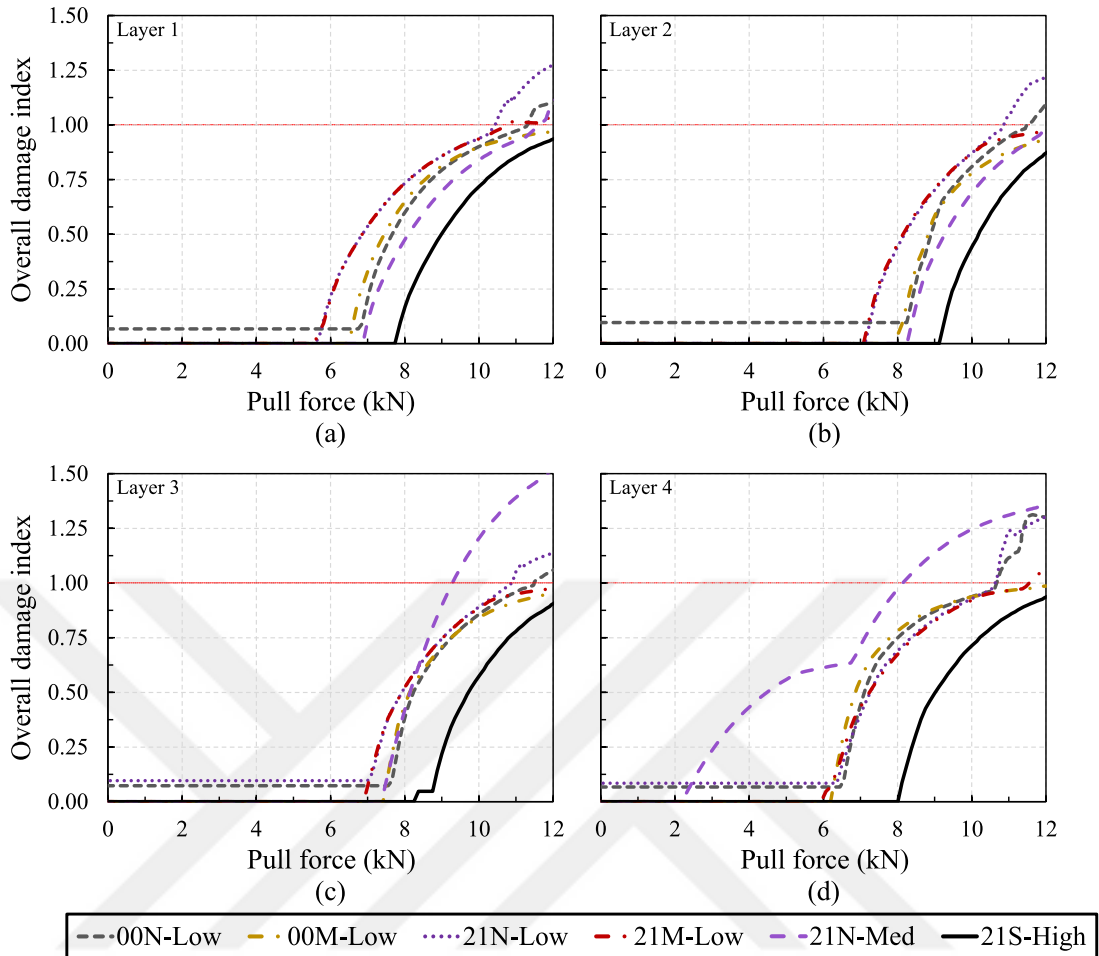 Layer 1
Overall damage index
1.50
1.25
1.00
0.75
0.50
0.25
0.00
0 2 4 6 8 10 12
Pull force (kN)
(a)
Layer 2
0 2 4 6 8 10 12
Pull force (kN)
(b)
Layer 3
Overall damage index
1.50
1.25
1.00
0.75
0.50
0.25
0.00
0 2 4 6 8 10 12
Pull force (kN)
(c)
Layer 4
0 2 4 6 8 10 12
Pull force (kN)
(d)
00N-Low 00M-Low 21N-Low 21M-Low 21N-Med 21S-High